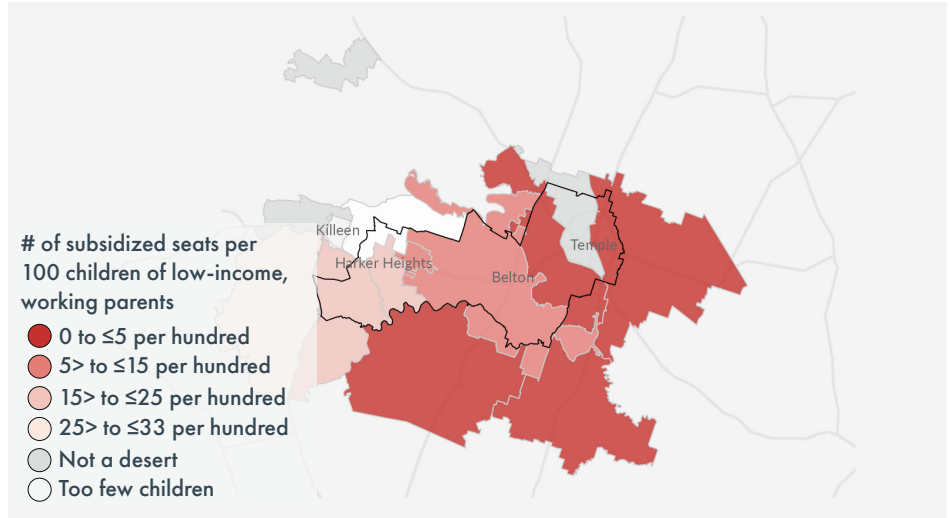 Killeen
Harker Heights
Temple
Belton
# of subsidized seats per
100 children of low-income,
working parents
0 to ≤5 per hundred
5> to ≤15 per hundred
15> to ≤25 per hundred
25> to ≤33 per hundred
Not a desert
Too few children